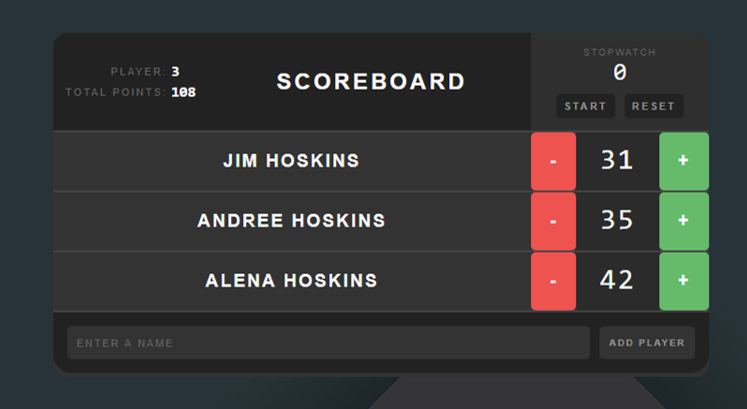 PLAYER: 3
TOTAL POINTS: 108
SCOREBOARD
STOPWATCH
0
START RESET
JIM HOSKINS - 31 +
ANDREE HOSKINS - 35 +
ALENA HOSKINS - 42 +
ENTER A NAME ADD PLAYER